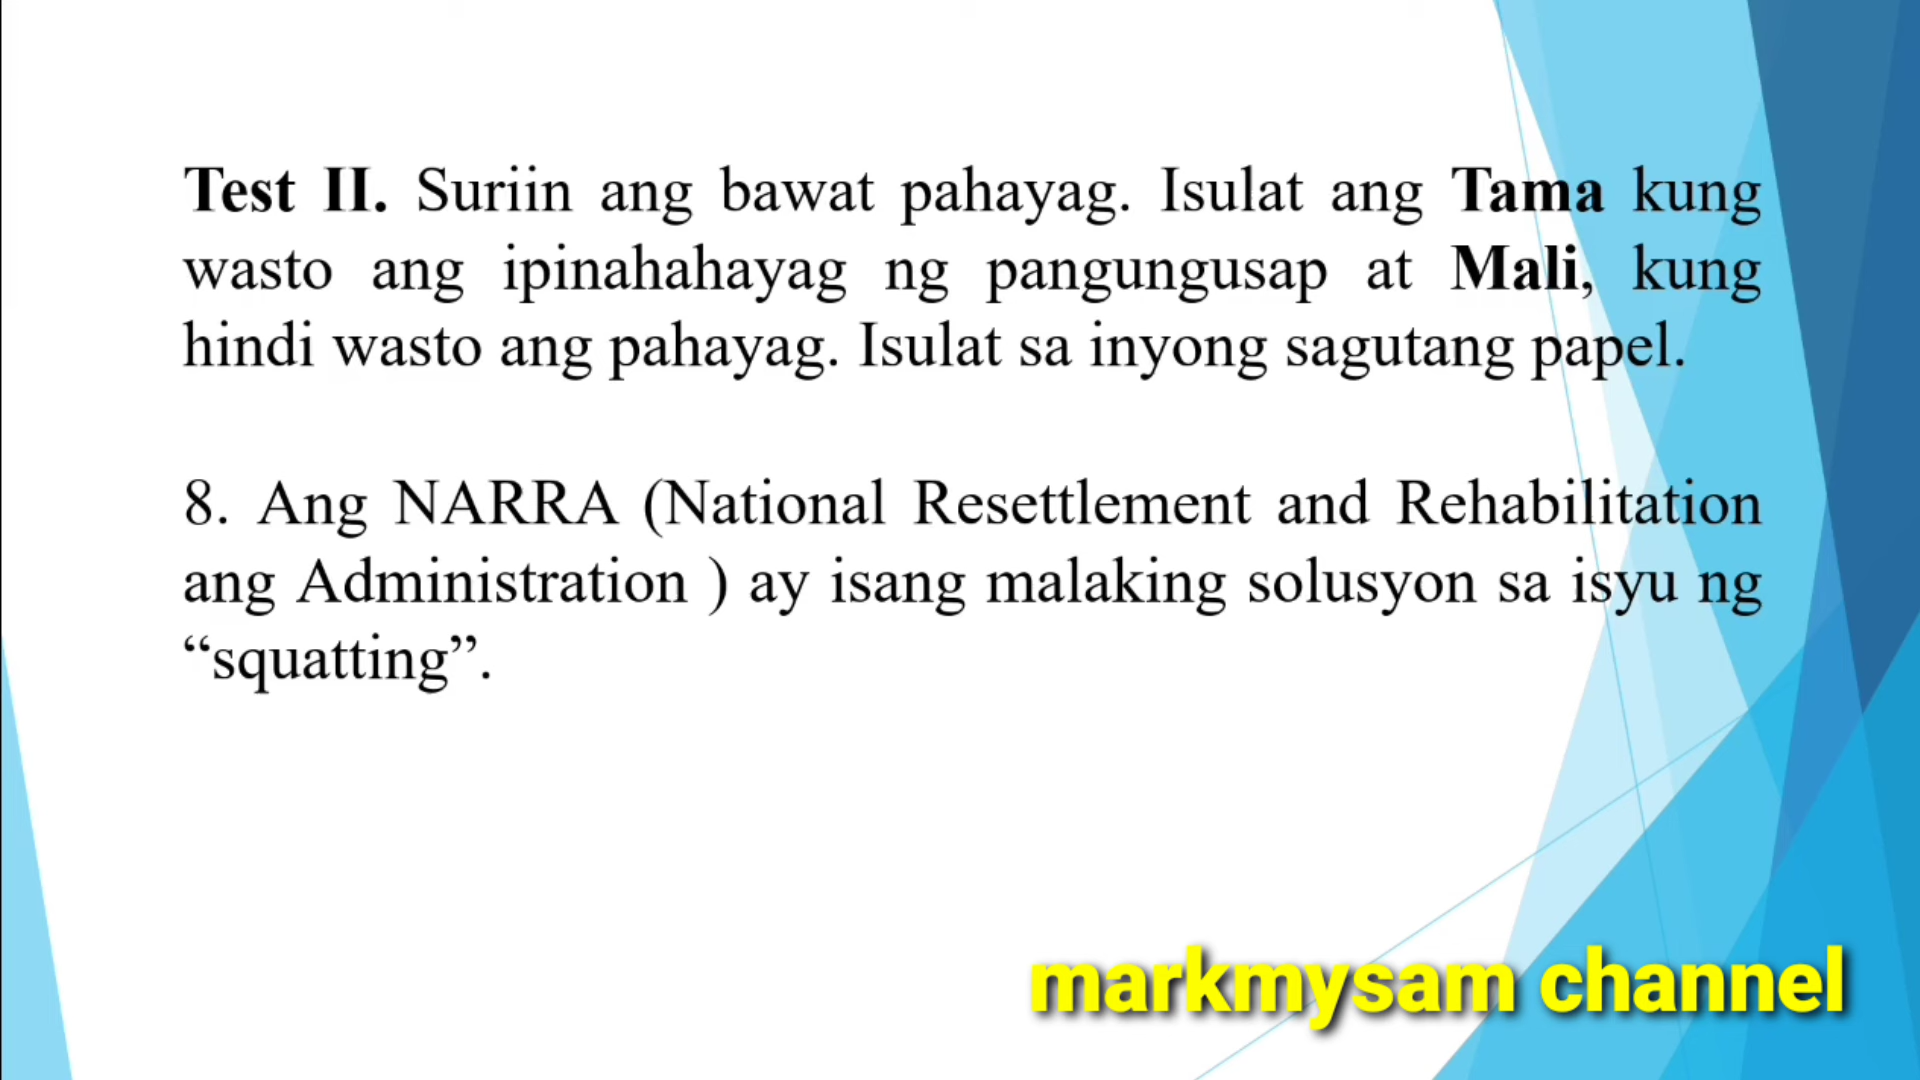 Test II. Suriin ang bawat pahayag. Isulat ang Tama kung
wasto ang ipinahahayag ng pangungusap at Mali, kung
hindi wasto ang pahayag. Isulat sa inyong sagutang papel.
8. Ang NARRA (National Resettlement and Rehabilitation
ang Administration ) ay isang malaking solusyon sa isyu ng
“squatting”.
markmysam channel